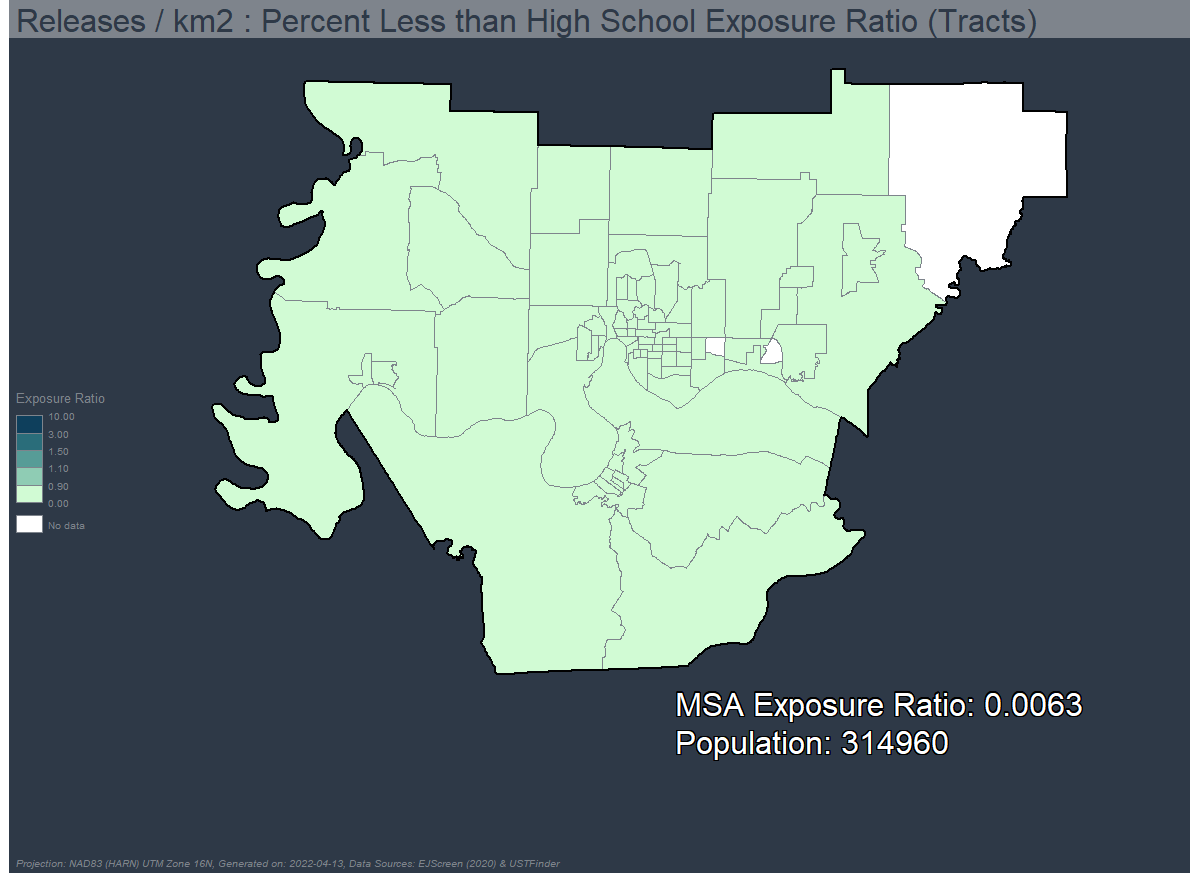 Releases / km2 : Percent Less than High School Exposure Ratio (Tracts)
Exposure Ratio
10.00
3.00
1.50
1.10
0.90
0.00
No data
MSA Exposure Ratio: 0.0063
Population: 314960
Projection: NAD83 (HARN) UTM Zone 16N, Generated on: 2022-04-13, Data Sources: EJScreen (2020) & USTFinder